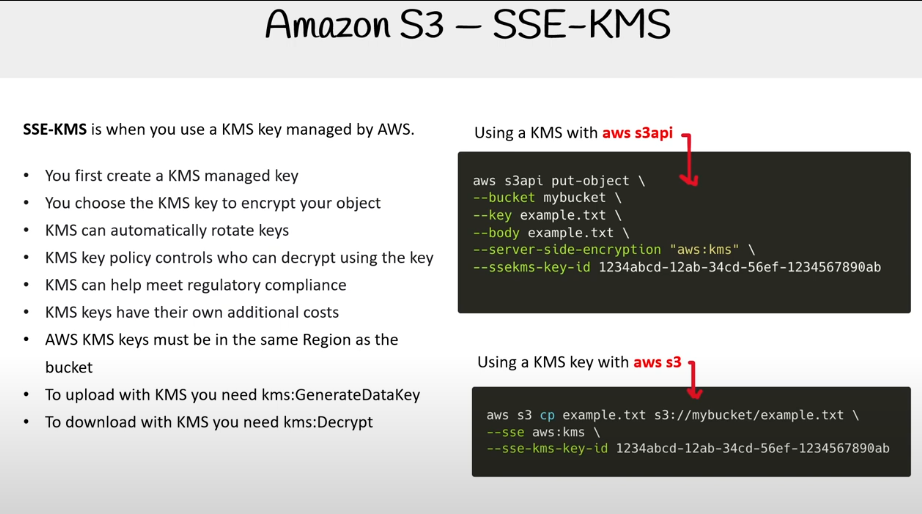 Amazon S3 – SSE-KMS
SSE-KMS is when you use a KMS key managed by AWS.
• You first create a KMS managed key
• You choose the KMS key to encrypt your object
• KMS can automatically rotate keys
• KMS key policy controls who can decrypt using the key
• KMS can help meet regulatory compliance
• KMS keys have their own additional costs
• AWS KMS keys must be in the same Region as the
bucket
• To upload with KMS you need kms:GenerateDataKey
• To download with KMS you need kms:Decrypt
Using a KMS with aws s3api
aws s3api put-object \
--bucket mybucket \
--key example.txt \
--body example.txt \
--server-side-encryption "aws:kms" \
--ssekms-key-id 1234abcd-12ab-34cd-56ef-1234567890ab
Using a KMS key with aws s3
aws s3 cp example.txt s3://mybucket/example.txt \
--sse aws:kms \
--sse-kms-key-id 1234abcd-12ab-34cd-56ef-1234567890ab